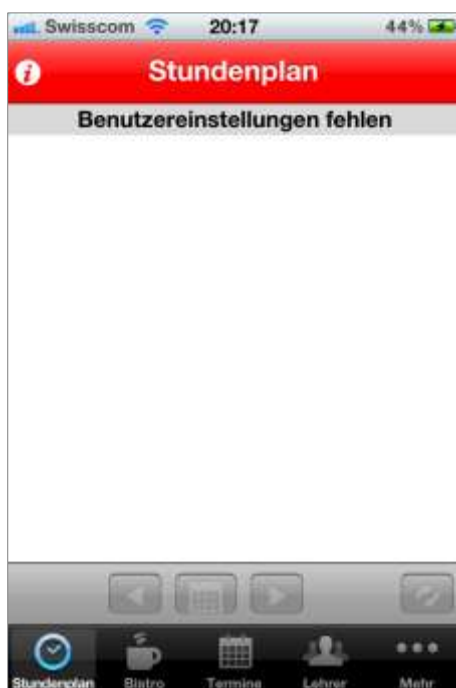 Swisscom 20:17 44%
i Stundenplan
Benutzereinstellungen fehlen
Stundenplan Bistro Termine Lehrer Mehr